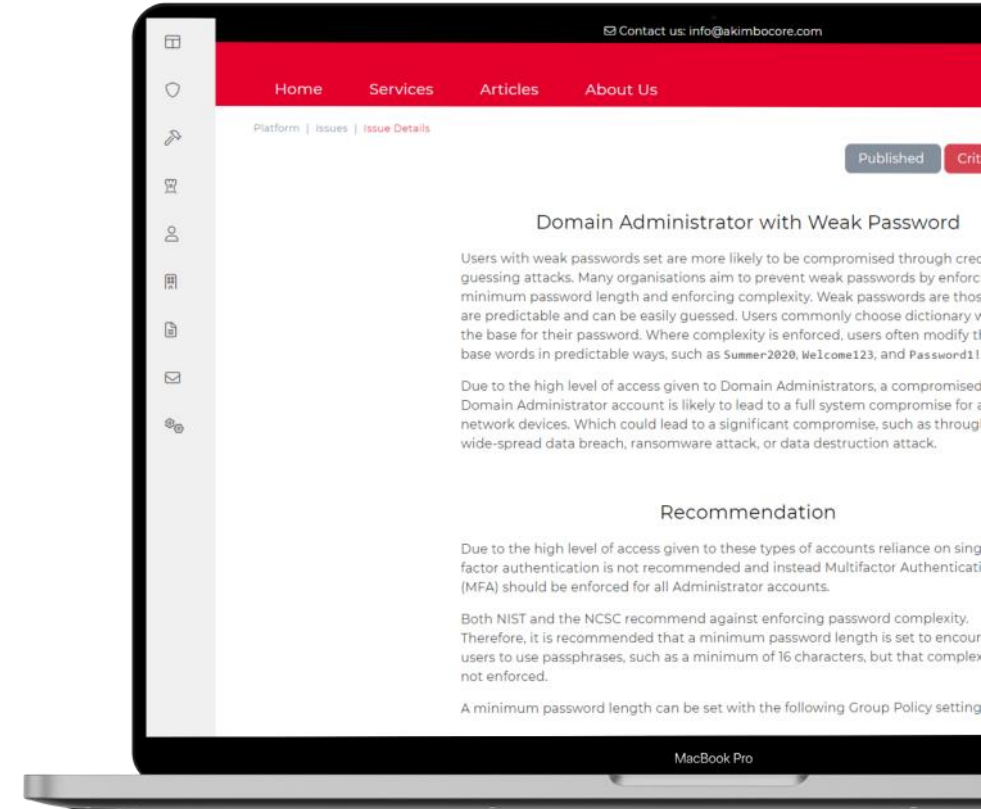 Contact us: info@akimbocore.com
Home Services Articles About Us
Platform | Issues | Issue Details
Published
Domain Administrator with Weak Password
Users with weak passwords set are more likely to be compromised through
guessing attacks. Many organisations aim to prevent weak passwords by
minimum password length and enforcing complexity. Weak passwords are
are predictable and can be easily guessed. Users commonly choose dictionary
the base for their password. Where complexity is enforced, users often modify
base words in predictable ways, such as Summer2020, Welcome123, and Password1!
Due to the high level of access given to Domain Administrators, a compromised
Domain Administrator account is likely to lead to a full system compromise for
network devices. Which could lead to a significant compromise, such as
wide-spread data breach, ransomware attack, or data destruction attack.
Recommendation
Due to the high level of access given to these types of accounts reliance on
factor authentication is not recommended and instead Multifactor
(MFA) should be enforced for all Administrator accounts.
Both NIST and the NCSC recommend against enforcing password complexity.
Therefore, it is recommended that a minimum password length is set to
users to use passphrases, such as a minimum of 16 characters, but that
not enforced.
A minimum password length can be set with the following Group Policy setting
MacBook Pro